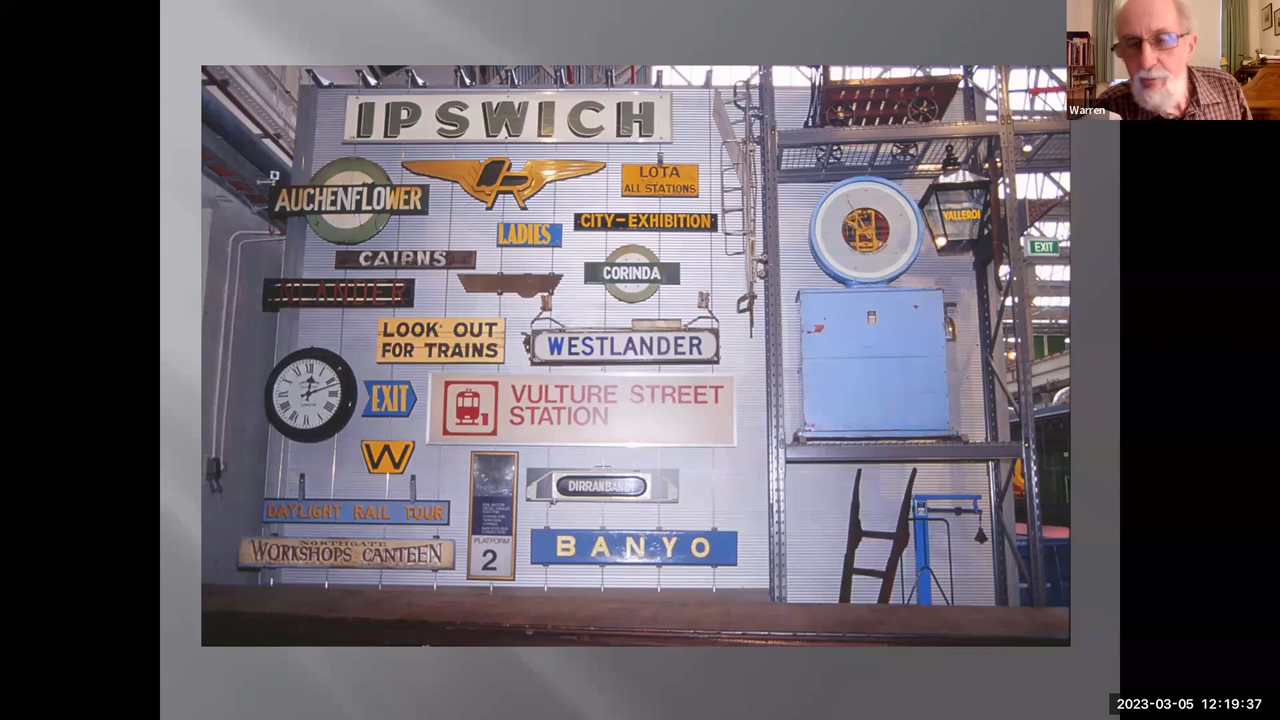 IPSWICH
AUCHENFLOWER
LOTA
ALL STATIONS
CITY-EXHIBITION
LADIES
CAIRNS
CORINDA
LOOK OUT
FOR TRAINS
WESTLANDER
EXIT
VULTURE STREET
STATION
W
DIRRANBANDI
DAYLIGHT RAIL TOUR
NORTHGATE
WORKSHOPS CANTEEN
PLATFORM
2
BANYO
EXIT
Warren
2023-03-05 12:19:37